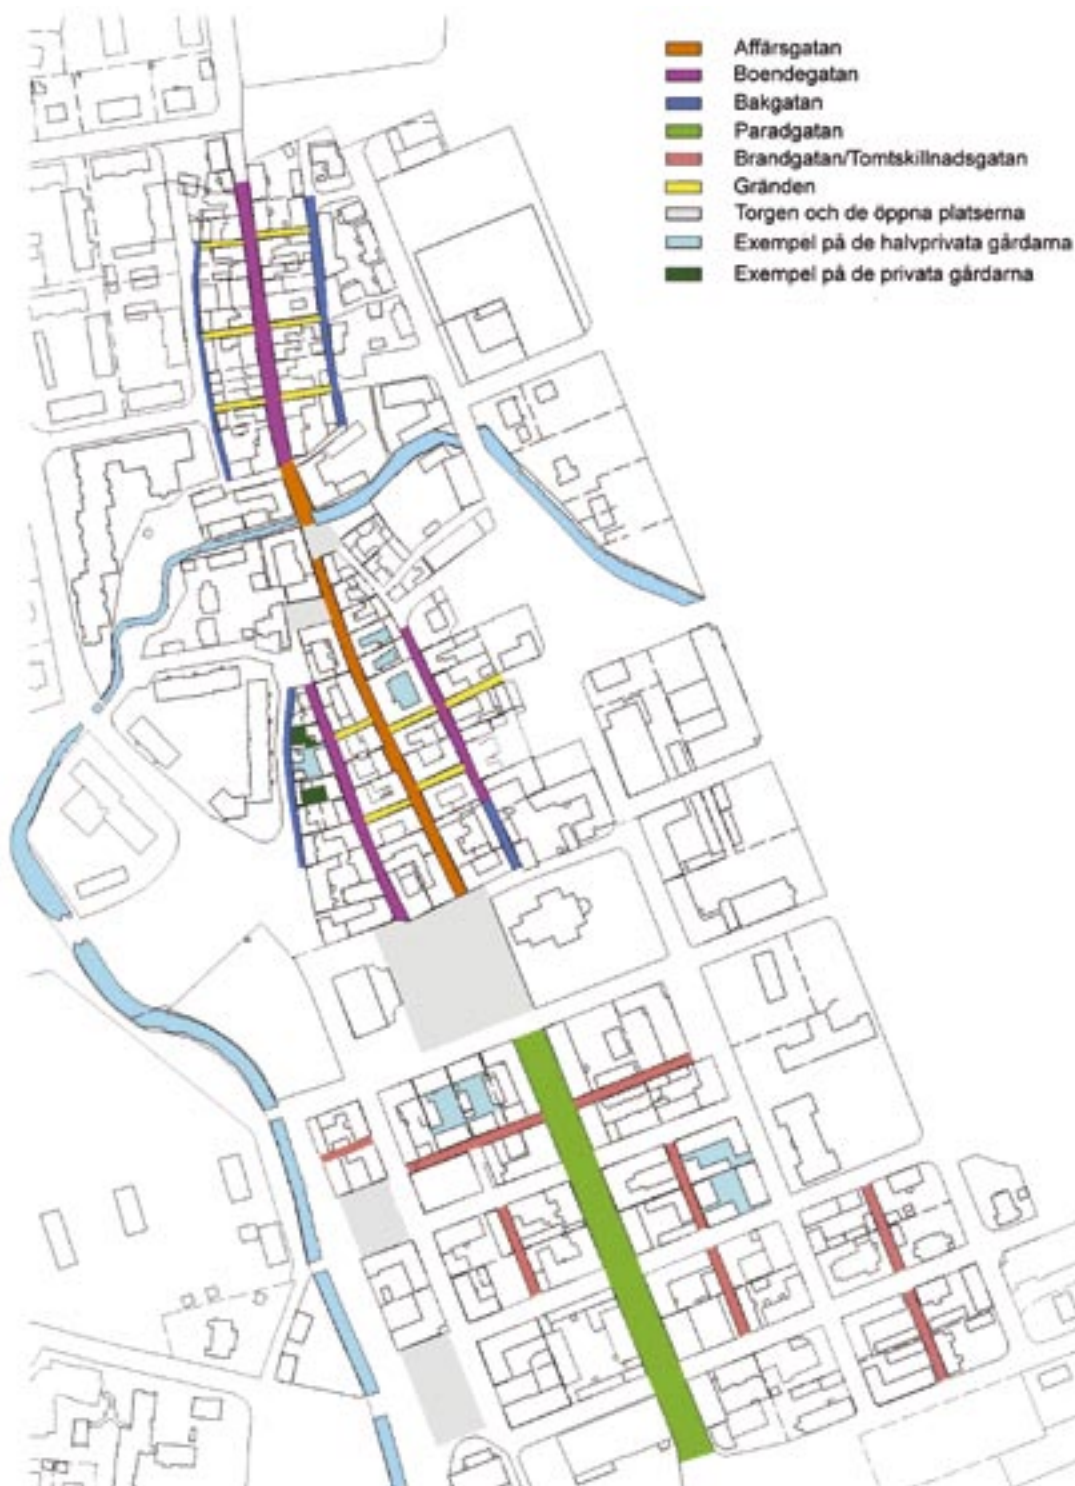 Affärsgatan
Boendegatan
Bakgatan
Paradgatan
Brandgatan/Tomtskillnadsgatan
Gränden
Torgen och de öppna platserna
Exempel på de halvprivata gårdarna
Exempel på de privata gårdarna